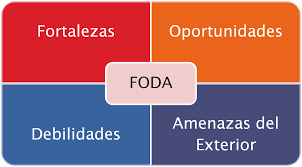 Fortalezas
Oportunidades
FODA
Debilidades
Amenazas del
Exterior